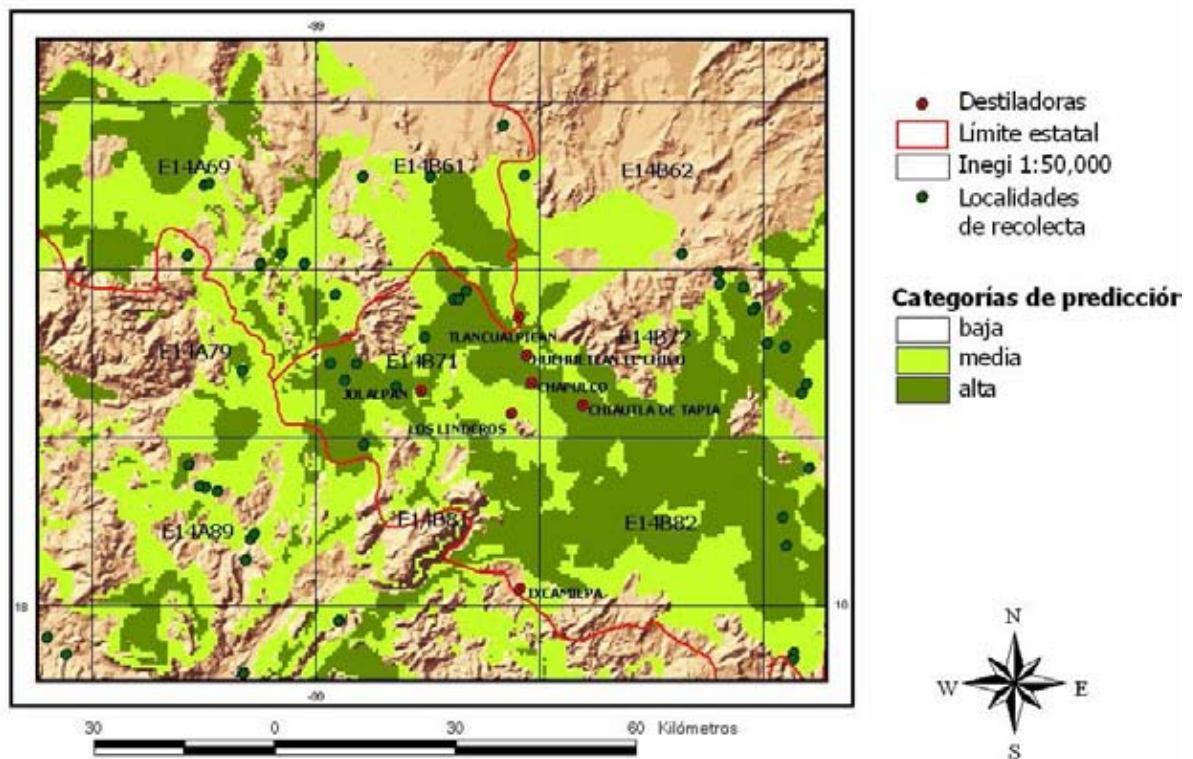 -99
E14A69
E14B61
E14B62
TLANCUALPICAN
E14B72
E14A79
E14B71
HUEHUETLAN EL CHICO
JULALPAN
CHAPULCO
CHIAUTLA DE TAPIA
LOS LINDEROS
E14A89
E14B81
E14B82
IXCAMILPA
18
18
-99
30 0 30 60 Kilómetros
Destiladoras
Límite estatal
Inegi 1:50,000
Localidades
de recolecta
Categorías de predicción
baja
media
alta
N
W E
S